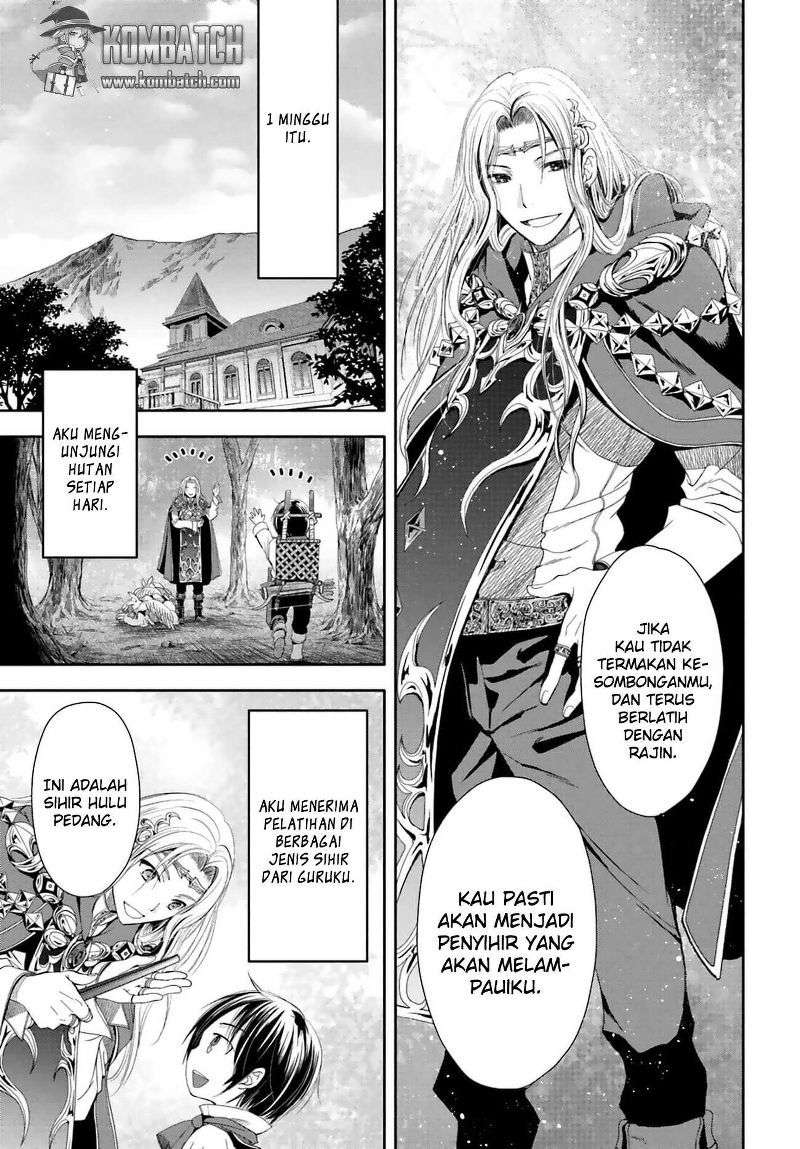 KOMBATCH
www.kombatch.com
JIKA
KAU TIDAK
TERMAKAN KE-
SOMBONGANMU,
DAN TERUS
BERLATIH
DENGAN
RAJIN.
KAU PASTI
AKAN MENJADI
PENYIHIR YANG
AKAN MELAM-
PAUIKU.
1 MINGGU
ITU.
AKU MENG-
UNJUNGI
HUTAN
SETIAP
HARI.
AKU MENERIMA
PELATIHAN DI
BERBAGAI
JENIS SIHIR
DARI GURUKU.
INI ADALAH
SIHIR HULU
PEDANG.